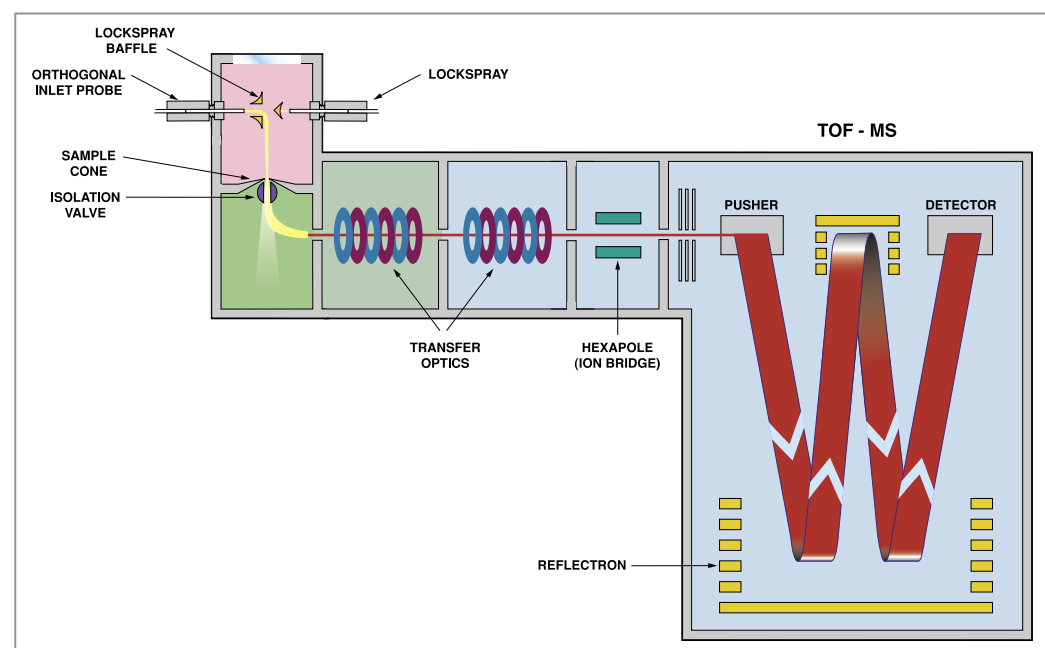 LOCKSPRAY
BAFFLE
ORTHOGONAL
INLET PROBE
LOCKSPRAY
TOF - MS
SAMPLE
CONE
ISOLATION
VALVE
PUSHER
DETECTOR
TRANSFER
OPTICS
HEXAPOLE
(ION BRIDGE)
REFLECTRON